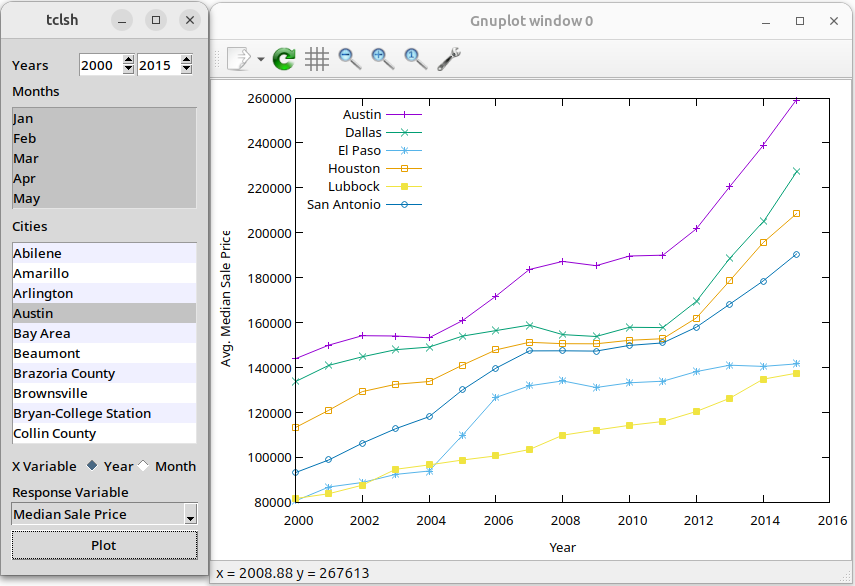 tclsh
Years 2000 2015
Months
Jan
Feb
Mar
Apr
May
Cities
Abilene
Amarillo
Arlington
Austin
Bay Area
Beaumont
Brazoria County
Brownsville
Bryan-College Station
Collin County
X Variable Year Month
Response Variable
Median Sale Price
Plot
Gnuplot window 0
1
260000
240000
220000
200000
180000
160000
140000
120000
100000
80000
Avg. Median Sale Price
Austin
Dallas
El Paso
Houston
Lubbock
San Antonio
2000 2002 2004 2006 2008 2010 2012 2014 2016
Year
x = 2008.88 y = 267613